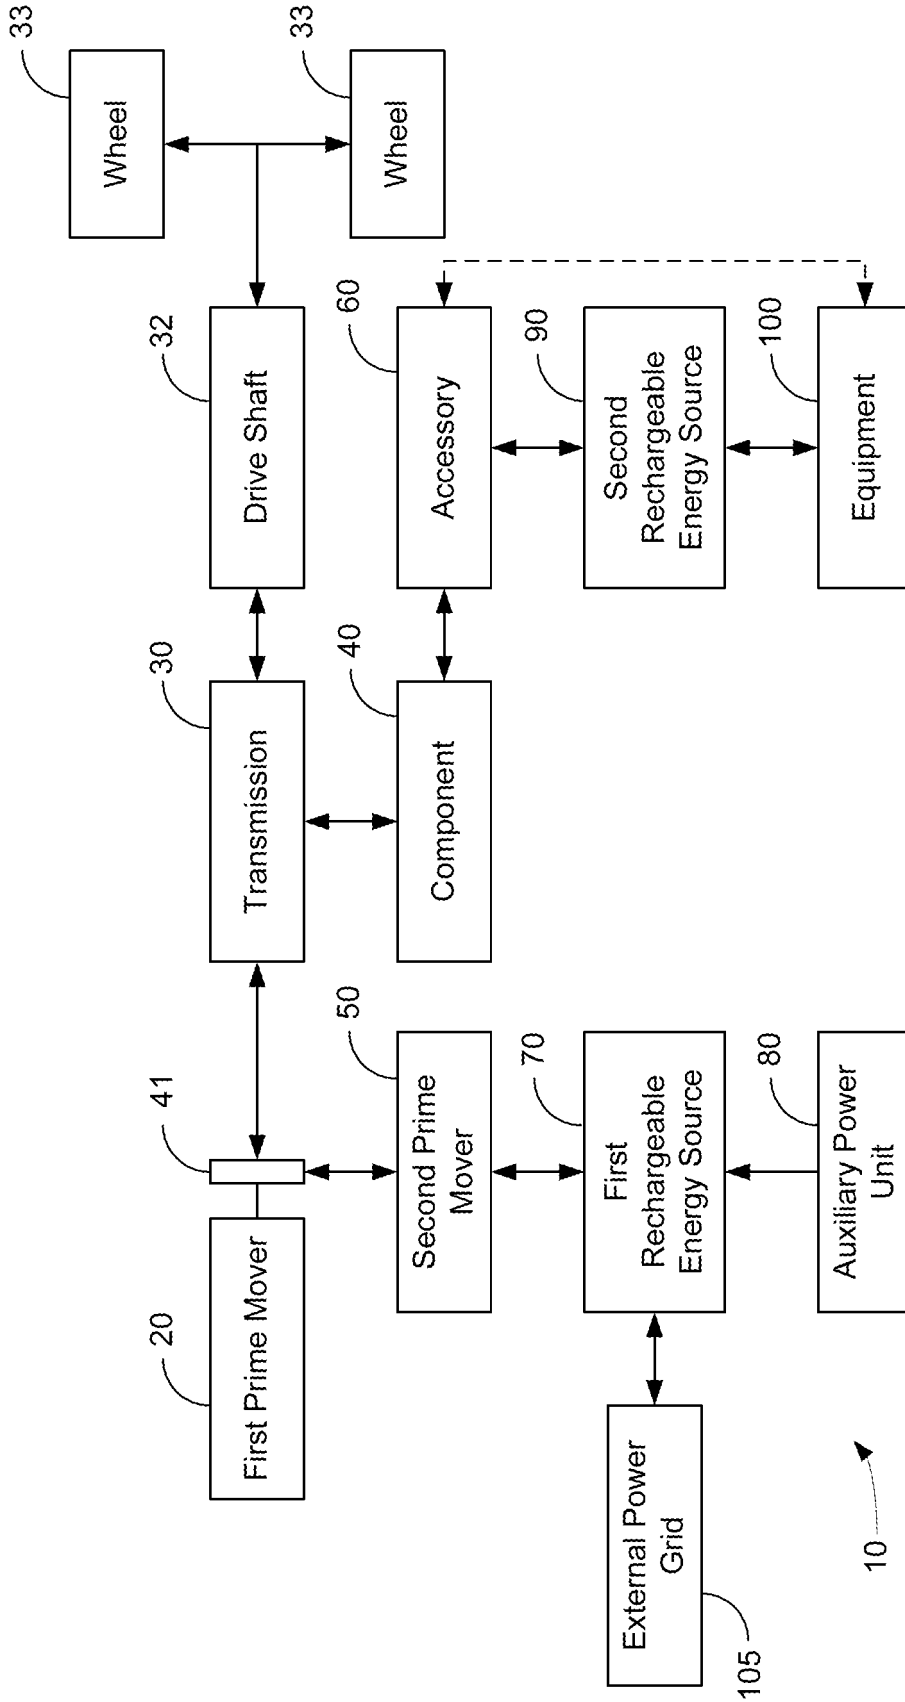 33
Wheel
33
Wheel
32
Drive Shaft
30
Transmission
41
20
First Prime Mover
60
Accessory
40
Component
50
Second Prime
Mover
90
Second
Rechargeable
Energy Source
70
First
Rechargeable
Energy Source
100
Equipment
80
Auxiliary Power
Unit
External Power
Grid
105
10